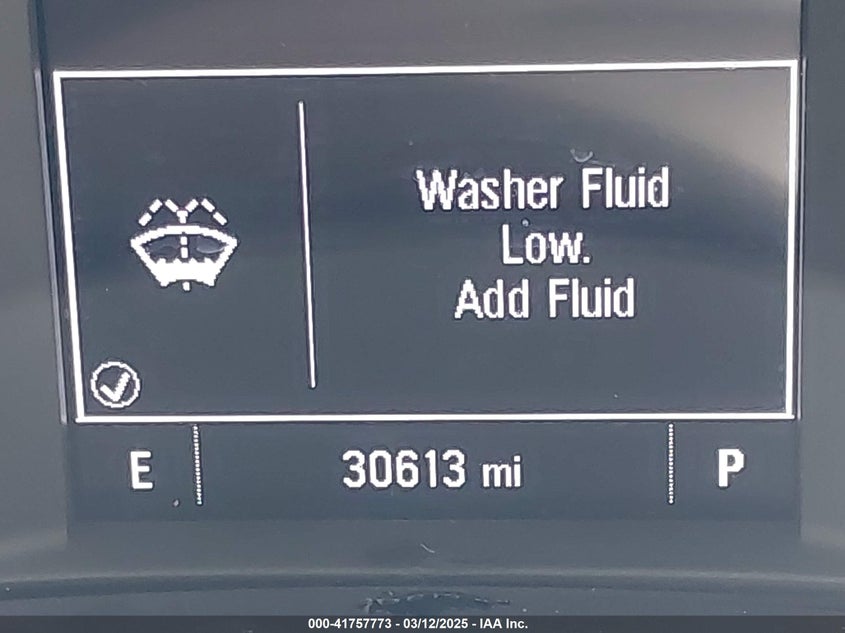 Washer Fluid
Low.
Add Fluid
E 30613 mi P
000-41757773 - 03/12/2025 - IAA Inc.